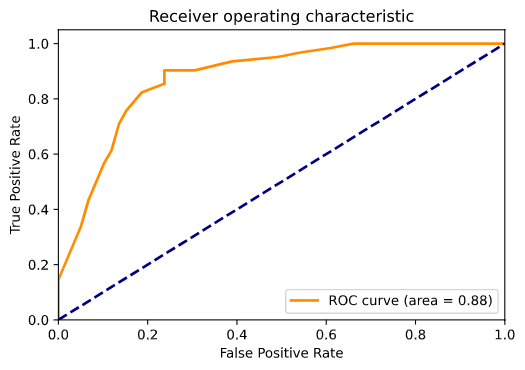 Receiver operating characteristic
True Positive Rate
1.0
0.8
0.6
0.4
0.2
0.0
ROC curve (area = 0.88)
0.0 0.2 0.4 0.6 0.8 1.0
False Positive Rate